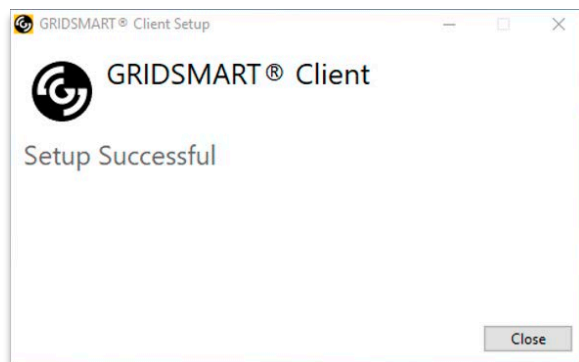 GRIDSMART® Client Setup
GRIDSMART® Client
Setup Successful
Close